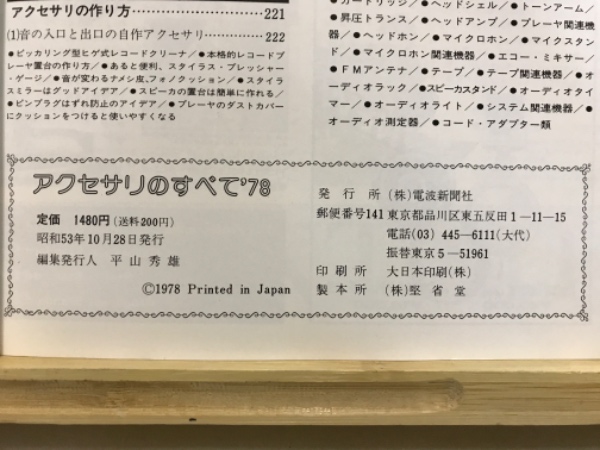 アクセサリの作り方……………………221
(1)音の入口と出口の自作アクセサリ……………222
●ピッカリング型ヒゲ式レコードクリーナ/●本格的レコードプ
レーヤ置台の作り方/●あると便利、スタイラス・プレッシャー
・ゲージ/●音が変わるナメシ皮、フォノクッション/●スタイラ
スミラーはグッドアイデア/●スピーカの置台は簡単に作れる/
●ピンプラグはずれ防止のアイデア/●プレーヤのダストカバー
にクッションをつけると使いやすくなる
●カートリッジ/●ヘッドシェル/●トーンアーム/
●昇圧トランス/●ヘッドアンプ/●プレーヤ関連機
器/●ヘッドホン/●マイクロホン/●マイクスタン
ド/●マイクロホン関連機器/●エコー・ミキサー/
●FMアンテナ/●テープ/●テープ関連機器/●オ
ーディオラック/●スピーカスタンド/●オーディオタイ
マー/●オーディオライト/●システム関連機器/●
オーディオ測定器/●コード・アダプター類
アクセサリのすべて'78
定価 1480円(送料200円)
昭和53年10月28日発行
編集発行人 平山秀雄
©1978 Printed in Japan
発行所 (株)電波新聞社
郵便番号141 東京都品川区東五反田1-11-15
電話(03) 445-6111(大代)
振替東京5-51961
印刷所 大日本印刷(株)
製本所 (株)堅省堂